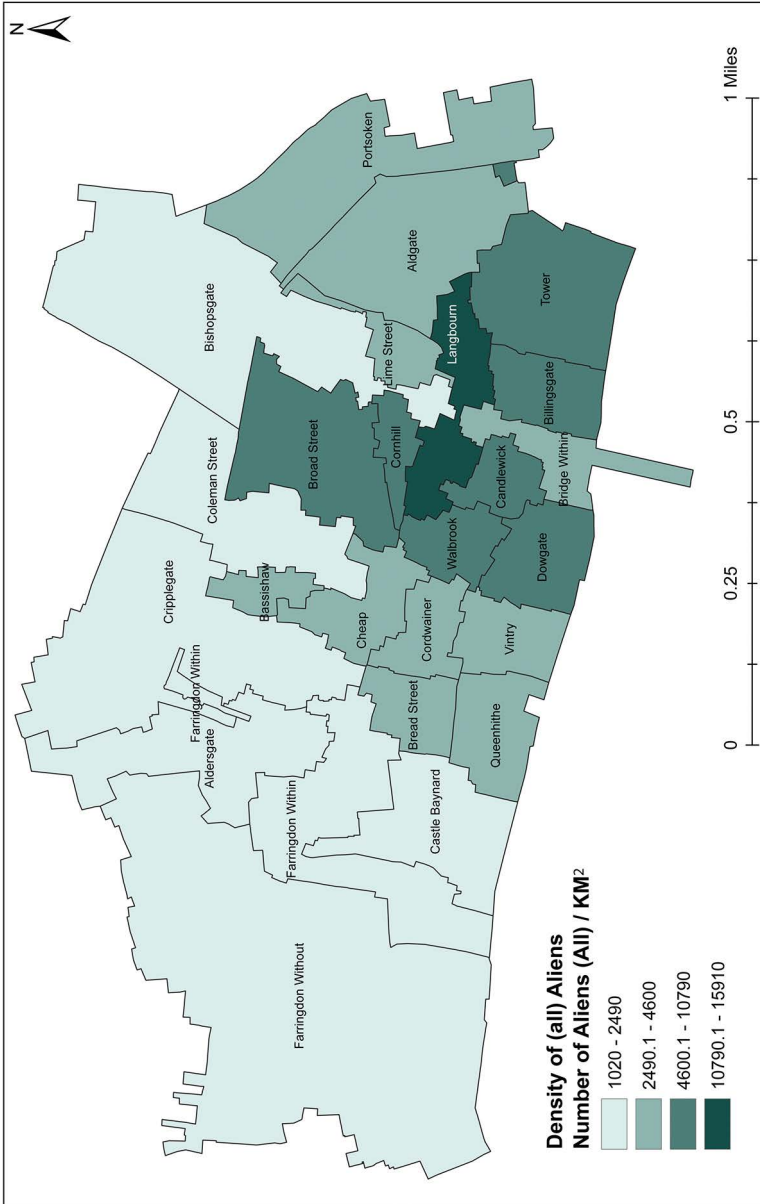 N
Portsoken
Bishopsgate
Aldgate
Tower
Lime Street
Langbourn
Billingsgate
Coleman Street
Broad Street
Cornhill
Candlewick
Bridge Within
Walbrook
Dowgate
Cripplegate
Bassishaw
Cheap
Cordwainer
Vintry
Farringdon Within
Aldersgate
Bread Street
Queenhithe
Farringdon Within
Castle Baynard
Farringdon Without
0 0.25 0.5 1 Miles
Density of (all) Aliens
Number of Aliens (All) / KM²
1020 - 2490
2490.1 - 4600
4600.1 - 10790
10790.1 - 15910